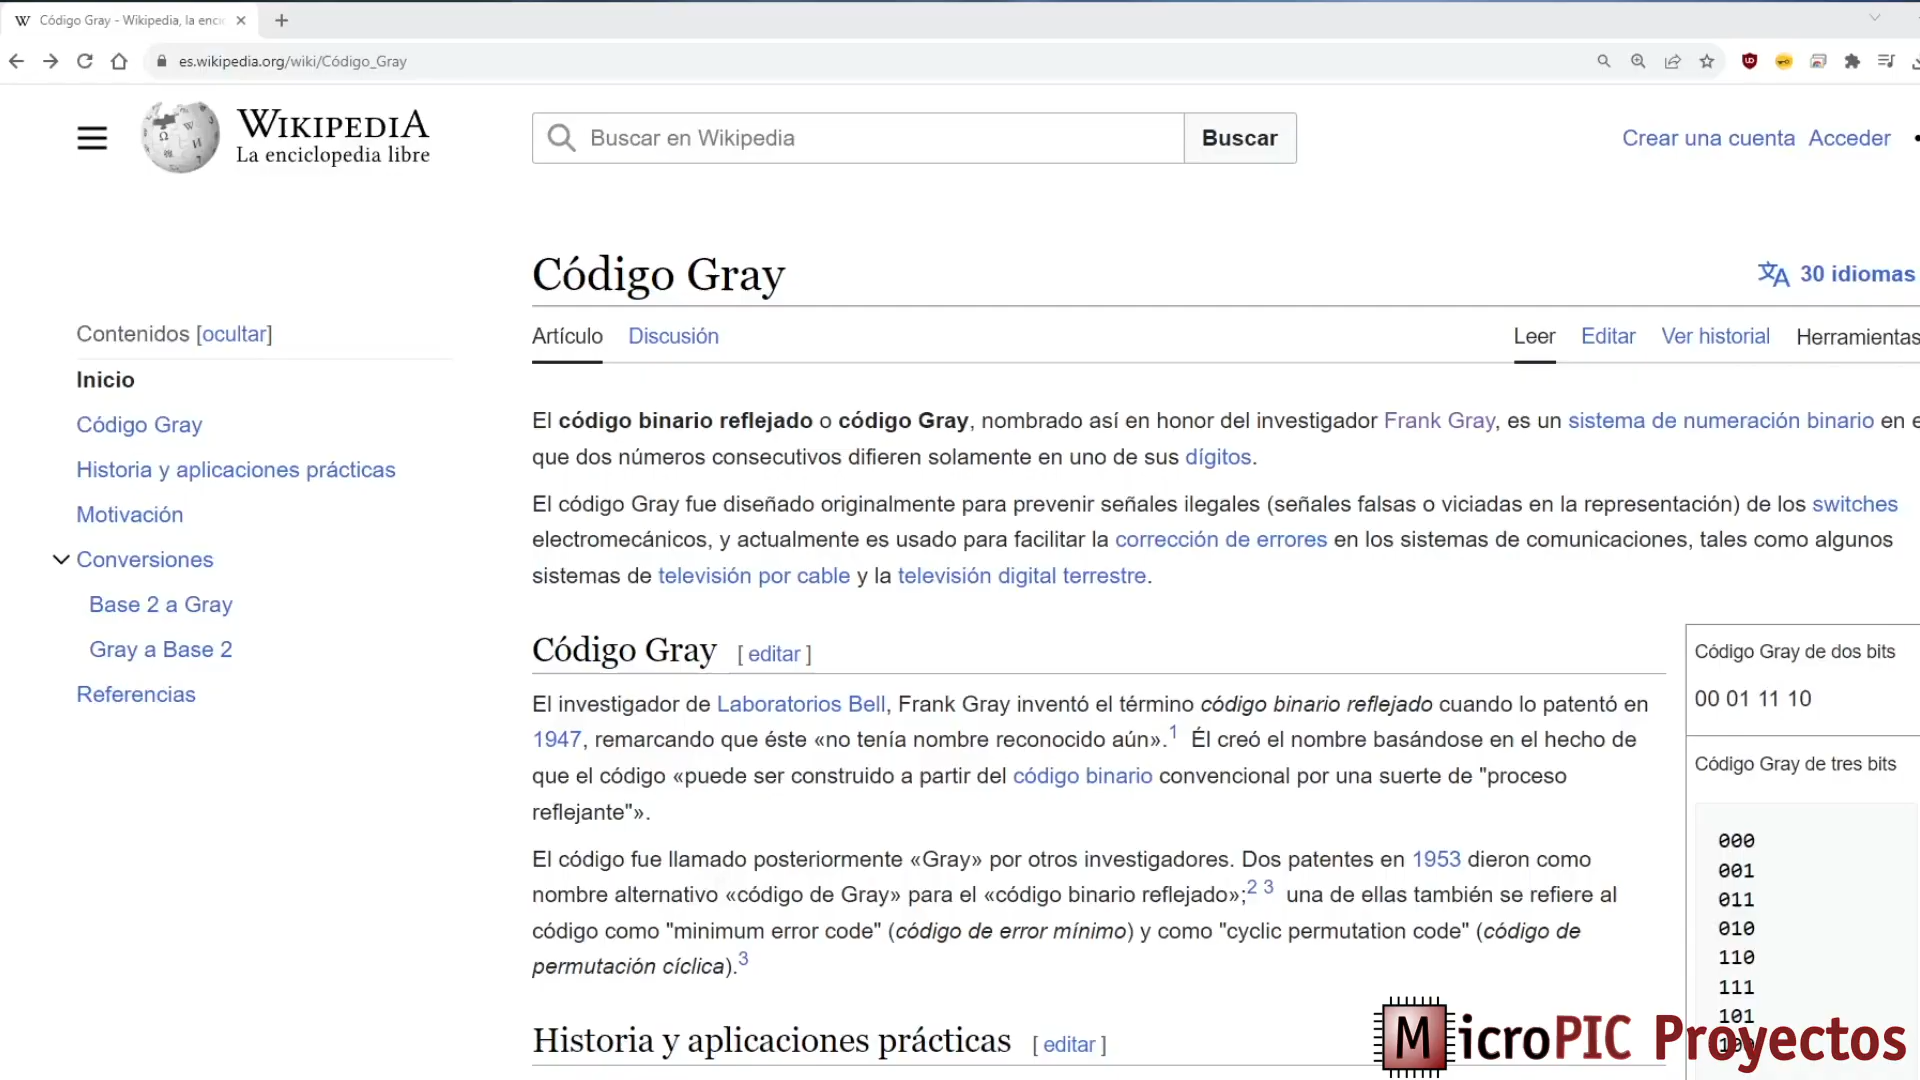 Código Gray - Wikipedia, la enci
es.wikipedia.org/wiki/Código_Gray
WIKIPEDIA
La enciclopedia libre
Buscar en Wikipedia
Buscar
Crear una cuenta Acceder
Código Gray
30 idiomas
Artículo Discusión
Leer Editar Ver historial Herramientas
Contenidos [ocultar]
Inicio
Código Gray
Historia y aplicaciones prácticas
Motivación
Conversiones
Base 2 a Gray
Gray a Base 2
Referencias
El código binario reflejado o código Gray, nombrado así en honor del investigador Frank Gray, es un sistema de numeración binario en e
que dos números consecutivos difieren solamente en uno de sus dígitos.
El código Gray fue diseñado originalmente para prevenir señales ilegales (señales falsas o viciadas en la representación) de los switches
electromecánicos, y actualmente es usado para facilitar la corrección de errores en los sistemas de comunicaciones, tales como algunos
sistemas de televisión por cable y la televisión digital terrestre.
Código Gray [ editar ]
El investigador de Laboratorios Bell, Frank Gray inventó el término código binario reflejado cuando lo patentó en
1947, remarcando que éste «no tenía nombre reconocido aún».1 Él creó el nombre basándose en el hecho de
que el código «puede ser construido a partir del código binario convencional por una suerte de "proceso
reflejante"».
El código fue llamado posteriormente «Gray» por otros investigadores. Dos patentes en 1953 dieron como
nombre alternativo «código de Gray» para el «código binario reflejado»;2 3 una de ellas también se refiere al
código como "minimum error code" (código de error mínimo) y como "cyclic permutation code" (código de
permutación cíclica).3
Historia y aplicaciones prácticas [ editar ]
Código Gray de dos bits
00 01 11 10
Código Gray de tres bits
000
001
011
010
110
111
101
100
MicroPIC Proyectos